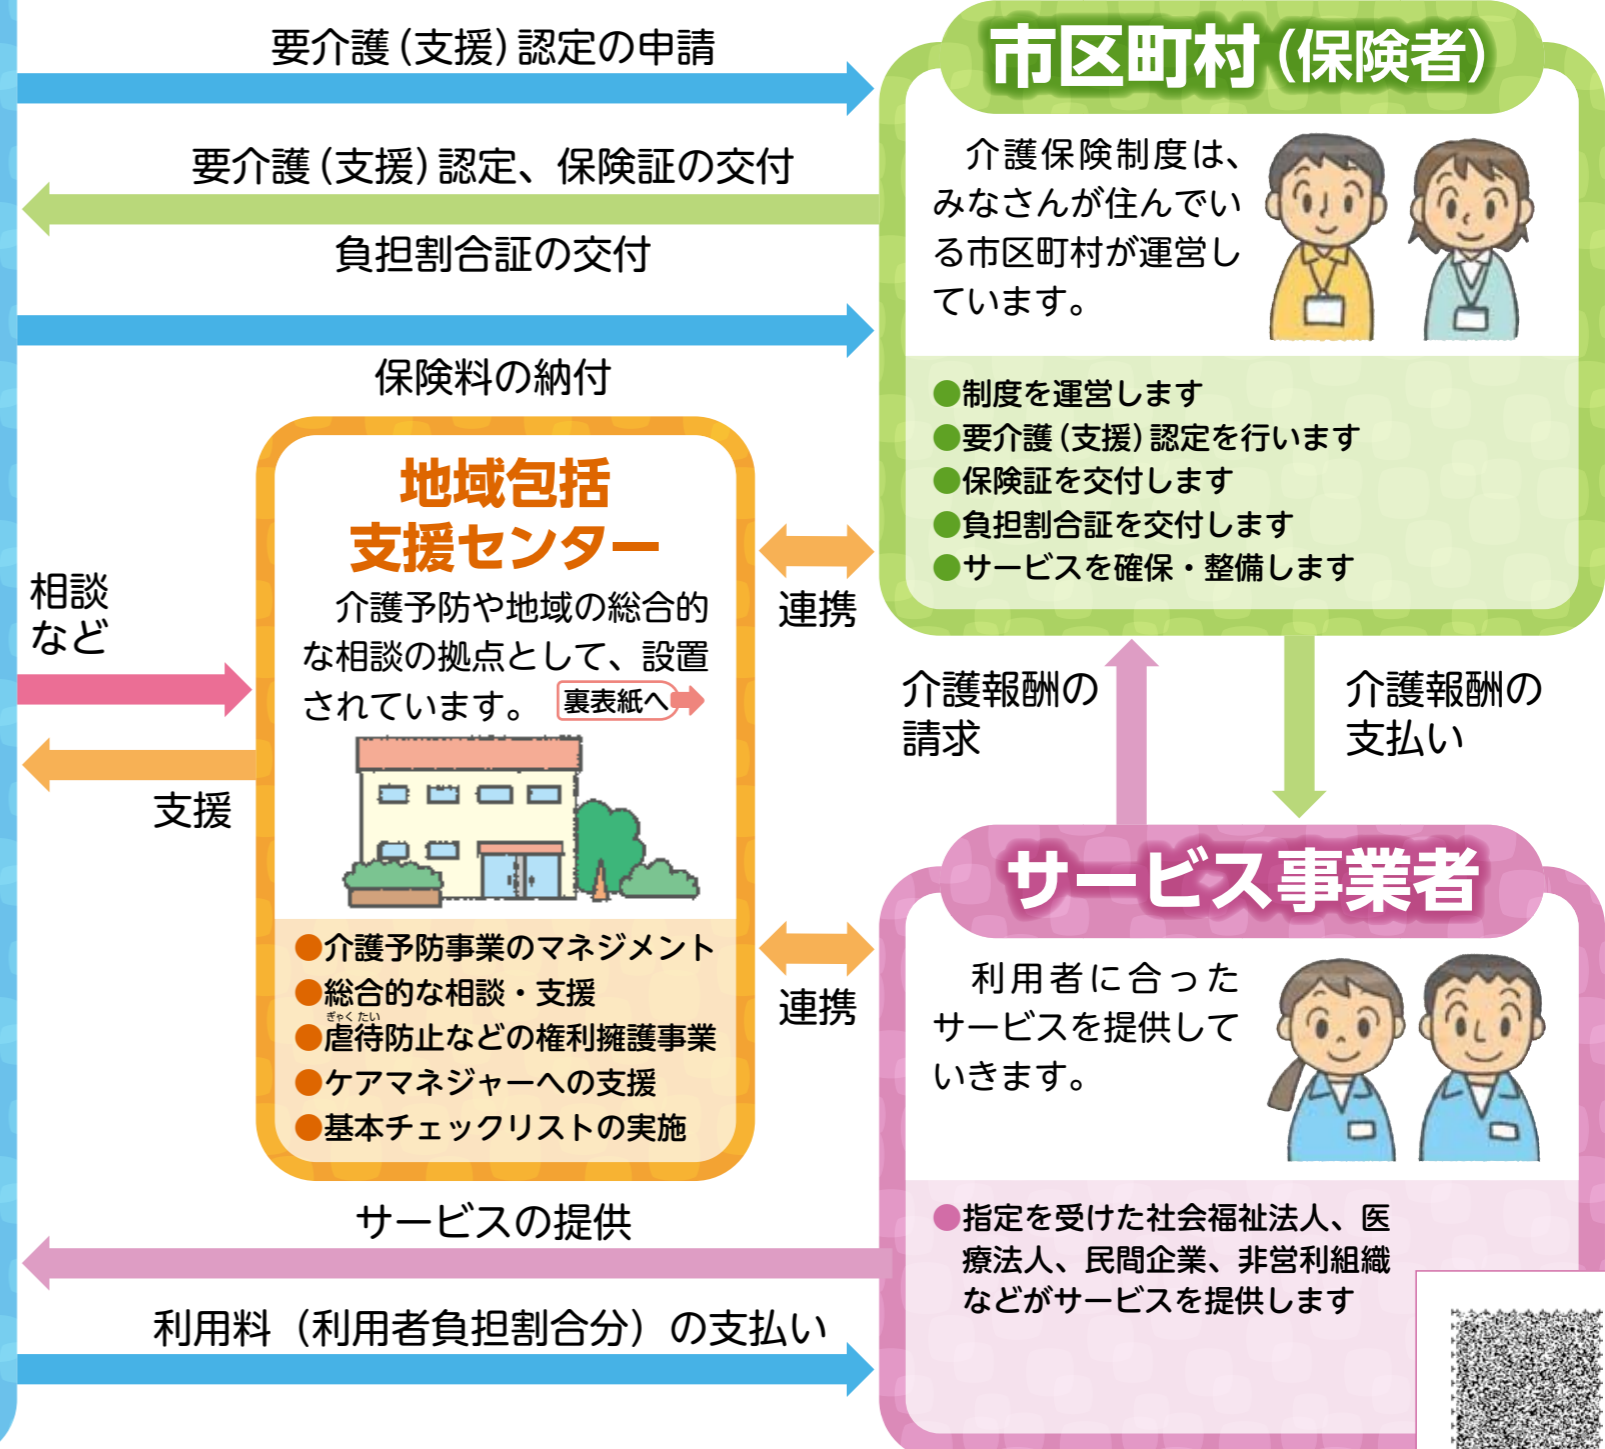 要介護(支援)認定の申請
要介護(支援)認定、保険証の交付
負担割合証の交付
保険料の納付
市区町村(保険者)
介護保険制度は、
みなさんが住んでい
る市区町村が運営し
ています。
●制度を運営します
●要介護(支援)認定を行います
●保険証を交付します
●負担割合証を交付します
●サービスを確保・整備します
相談
など
支援
地域包括
支援センター
介護予防や地域の総合的
な相談の拠点として、設置
されています。
裏表紙へ
●介護予防事業のマネジメント
●総合的な相談・支援
ぎゃくたい
●虐待防止などの権利擁護事業
●ケアマネジャーへの支援
●基本チェックリストの実施
連携
連携
介護報酬の
請求
介護報酬の
支払い
サービス事業者
利用者に合った
サービスを提供して
いきます。
●指定を受けた社会福祉法人、医
療法人、民間企業、非営利組織
などがサービスを提供します
サービスの提供
利用料（利用者負担割合分）の支払い